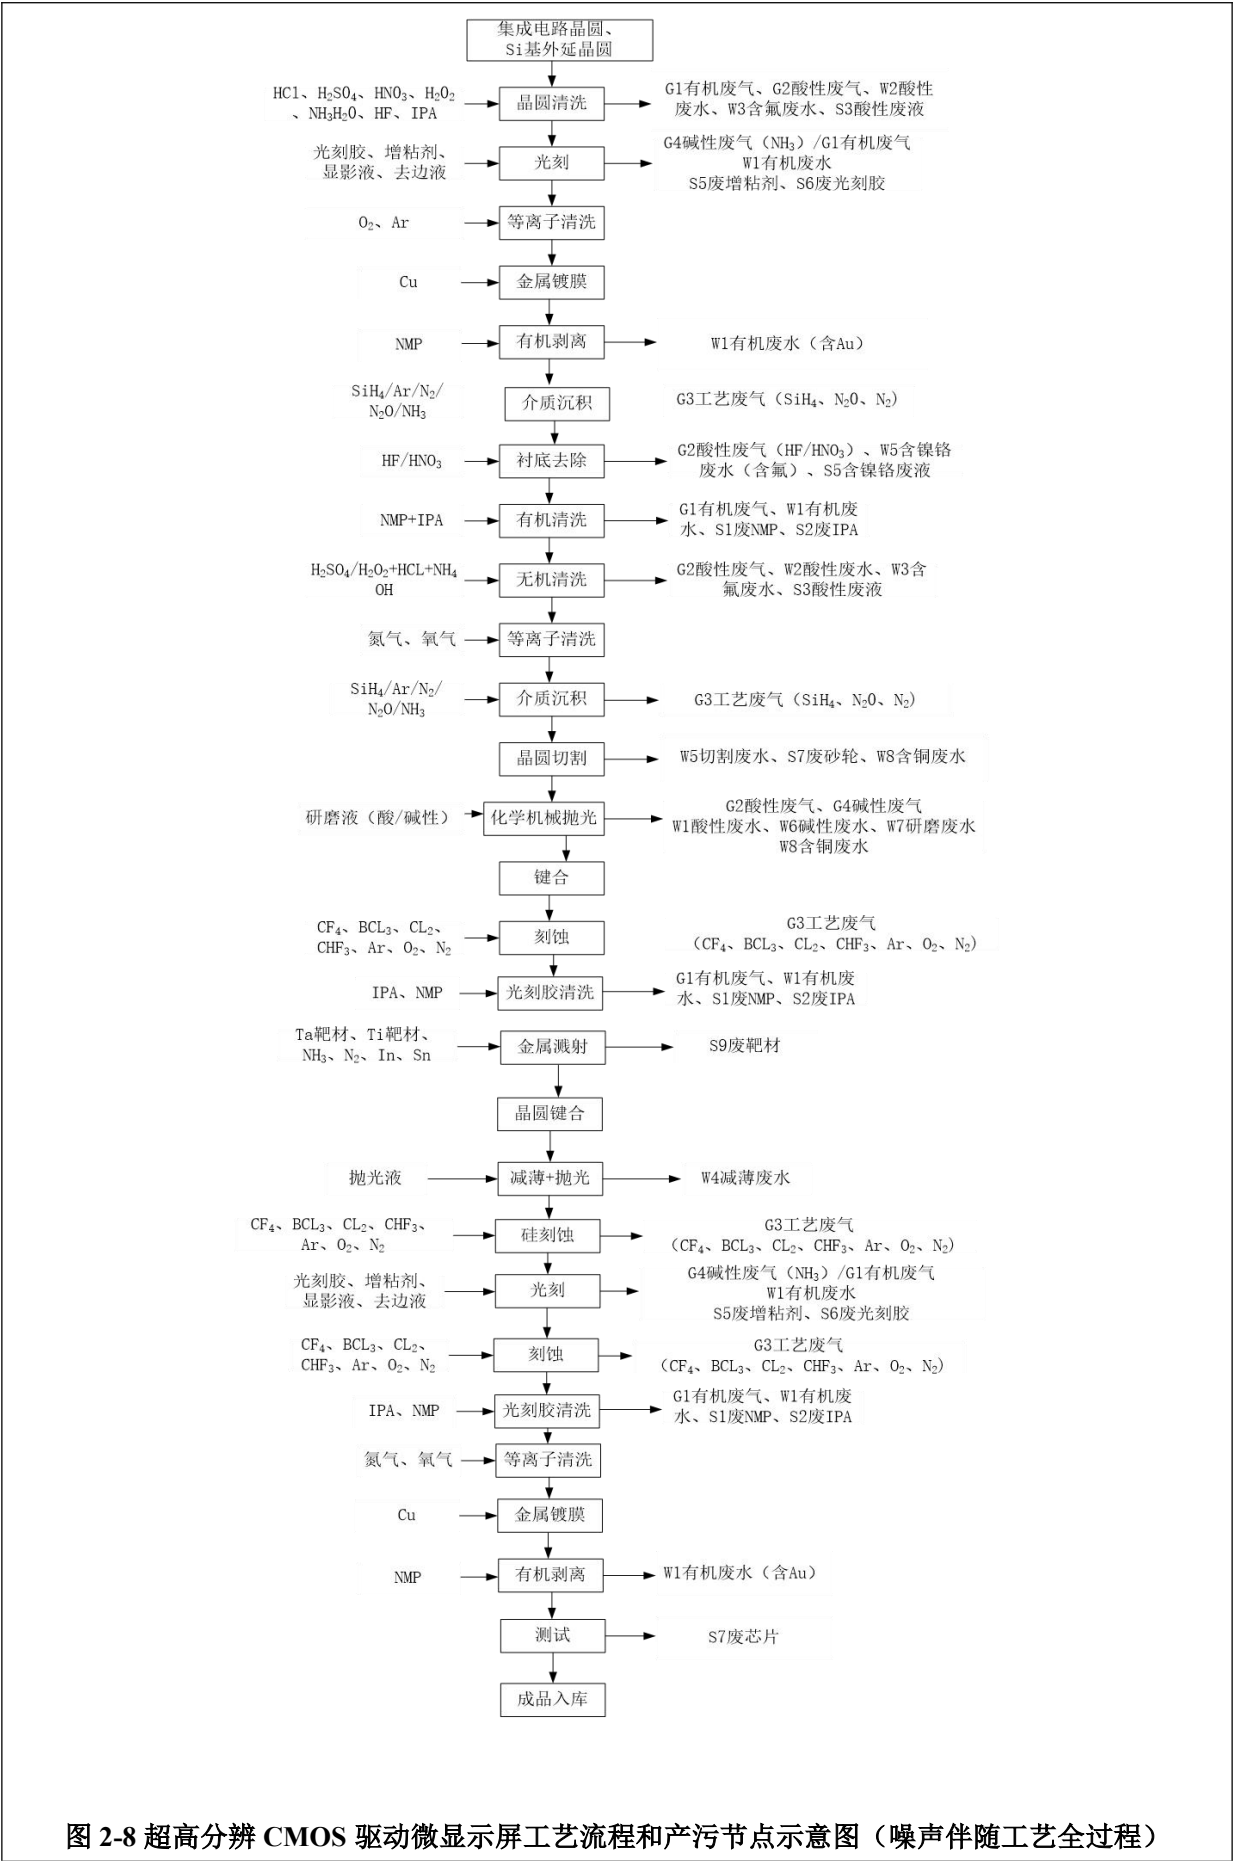 集成电路晶圆、
Si基外延晶圆
HCl、H₂SO₄、HNO₃、H₂O₂
、NH₃H₂O、HF、IPA
晶圆清洗
G1有机废气、G2酸性废气、W2酸性
废水、W3含氟废水、S3酸性废液
光刻胶、增粘剂、
显影液、去边液
光刻
G4碱性废气（NH₃）/G1有机废气
W1有机废水
S5废增粘剂、S6废光刻胶
O₂、Ar
等离子清洗
Cu
金属镀膜
NMP
有机剥离
W1有机废水（含Au）
SiH₄/Ar/N₂/
N₂O/NH₃
介质沉积
G3工艺废气（SiH₄、N₂O、N₂）
HF/HNO₃
衬底去除
G2酸性废气（HF/HNO₃）、W5含镍铬
废水（含氟）、S5含镍铬废液
NMP+IPA
有机清洗
G1有机废气、W1有机废
水、S1废NMP、S2废IPA
H₂SO₄/H₂O₂+HCL+NH₄
OH
无机清洗
G2酸性废气、W2酸性废水、W3含
氟废水、S3酸性废液
氮气、氧气
等离子清洗
SiH₄/Ar/N₂/
N₂O/NH₃
介质沉积
G3工艺废气（SiH₄、N₂O、N₂）
晶圆切割
W5切割废水、S7废砂轮、W8含铜废水
研磨液（酸/碱性）
化学机械抛光
G2酸性废气、G4碱性废气
W1酸性废水、W6碱性废水、W7研磨废水
W8含铜废水
键合
CF₄、BCL₃、CL₂、
CHF₃、Ar、O₂、N₂
刻蚀
G3工艺废气
（CF₄、BCL₃、CL₂、CHF₃、Ar、O₂、N₂）
IPA、NMP
光刻胶清洗
G1有机废气、W1有机废
水、S1废NMP、S2废IPA
Ta靶材、Ti靶材、
NH₃、N₂、In、Sn
金属溅射
S9废靶材
晶圆键合
抛光液
减薄+抛光
W4减薄废水
CF₄、BCL₃、CL₂、CHF₃、
Ar、O₂、N₂
硅刻蚀
G3工艺废气
（CF₄、BCL₃、CL₂、CHF₃、Ar、O₂、N₂）
光刻胶、增粘剂、
显影液、去边液
光刻
G4碱性废气（NH₃）/G1有机废气
W1有机废水
S5废增粘剂、S6废光刻胶
CF₄、BCL₃、CL₂、
CHF₃、Ar、O₂、N₂
刻蚀
G3工艺废气
（CF₄、BCL₃、CL₂、CHF₃、Ar、O₂、N₂）
IPA、NMP
光刻胶清洗
G1有机废气、W1有机废
水、S1废NMP、S2废IPA
氮气、氧气
等离子清洗
Cu
金属镀膜
NMP
有机剥离
W1有机废水（含Au）
测试
S7废芯片
成品入库
图 2-8 超高分辨 CMOS 驱动微显示屏工艺流程和产污节点示意图（噪声伴随工艺全过程）